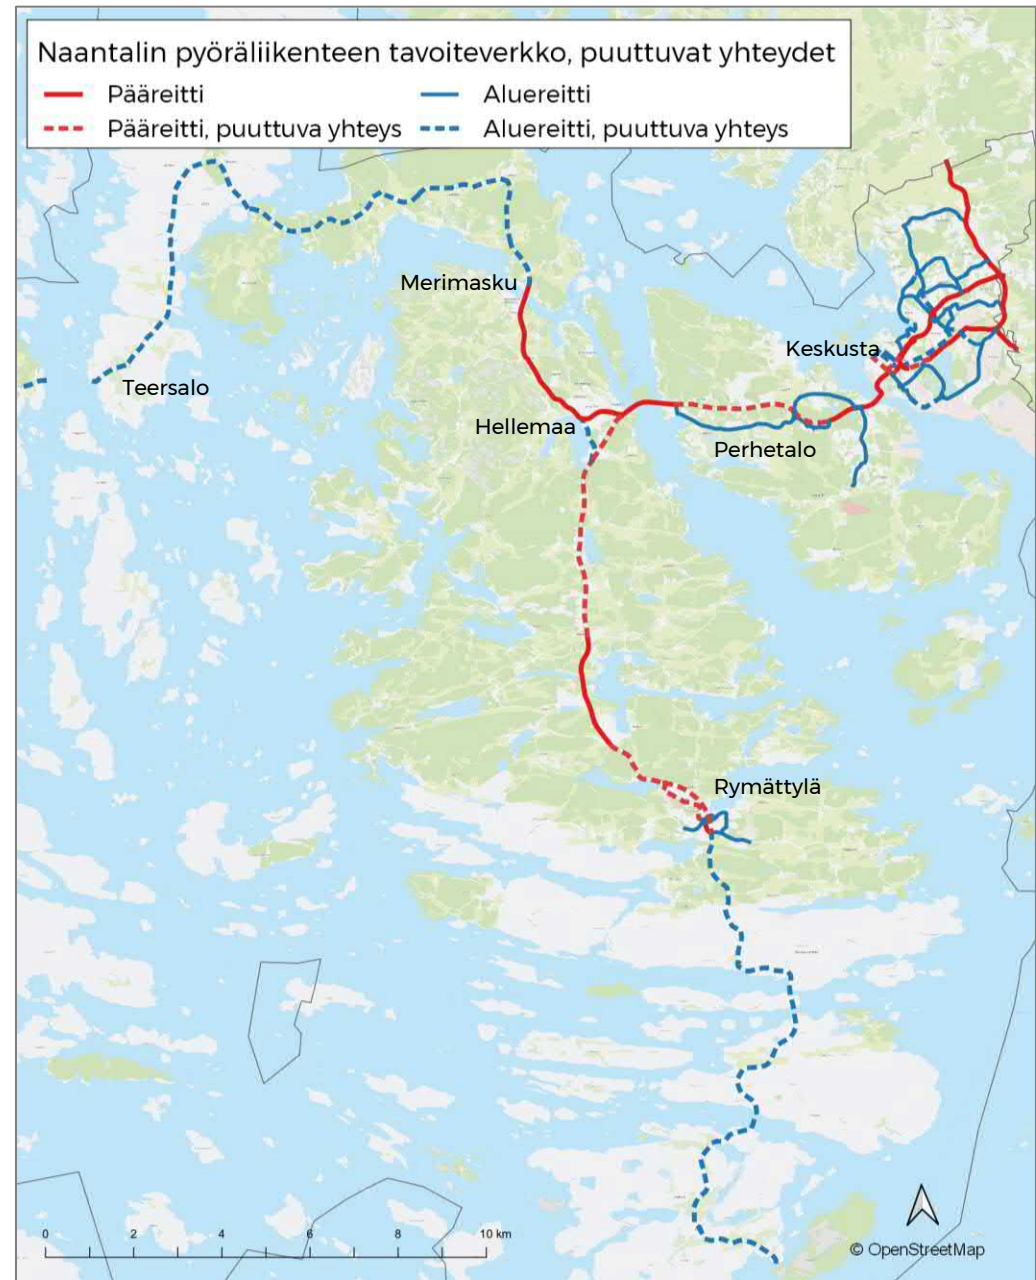 Naantalin pyöräliikenteen tavoiteverkko, puuttuvat yhteydet
Pääreitti
Aluereitti
Pääreitti, puuttuva yhteys
Aluereitti, puuttuva yhteys
Merimasku
Keskusta
Teersalo
Hellemaa
Perhetalo
Rymättylä
0 2 4 6 8 10 km
© OpenStreetMap